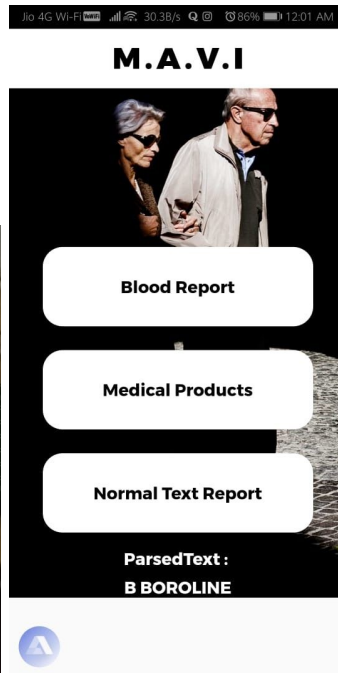 Jio 4G Wi-Fi VoWiFi 30.3B/s 86% 12:01 AM
M.A.V.I
Blood Report
Medical Products
Normal Text Report
ParsedText :
B BOROLINE